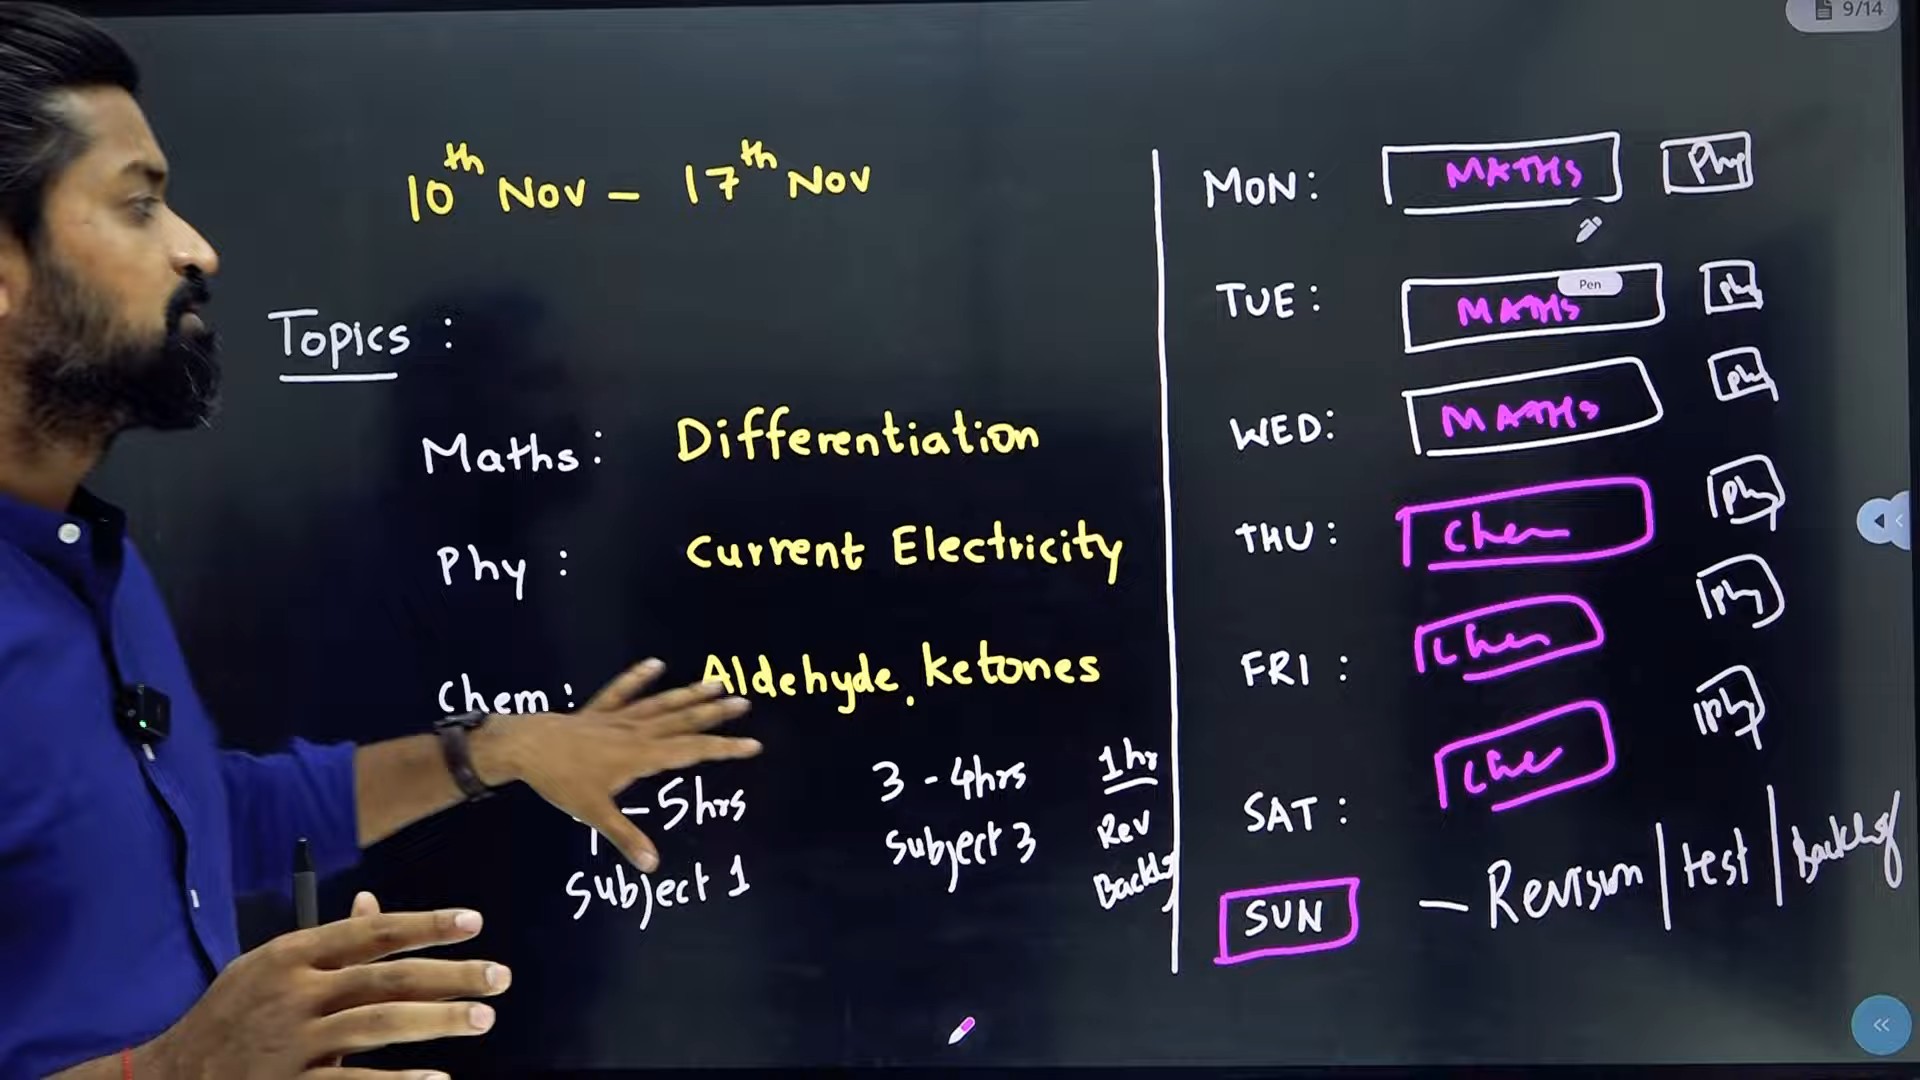 9/14
10th Nov - 17th Nov
Topics :
Maths : Differentiation
Phy : Current Electricity
Chem : Aldehyde. ketones
- 5hrs
Subject 1
3 - 4hrs
Subject 3
1hr
Rev
MON : MATHS Phy
TUE : MATHS Phy
Pen
WED : MATHS Phy
THU : Chem Phy
FRI : Chem Phy
SAT : Che Phy
SUN - Revision | test | Backlog